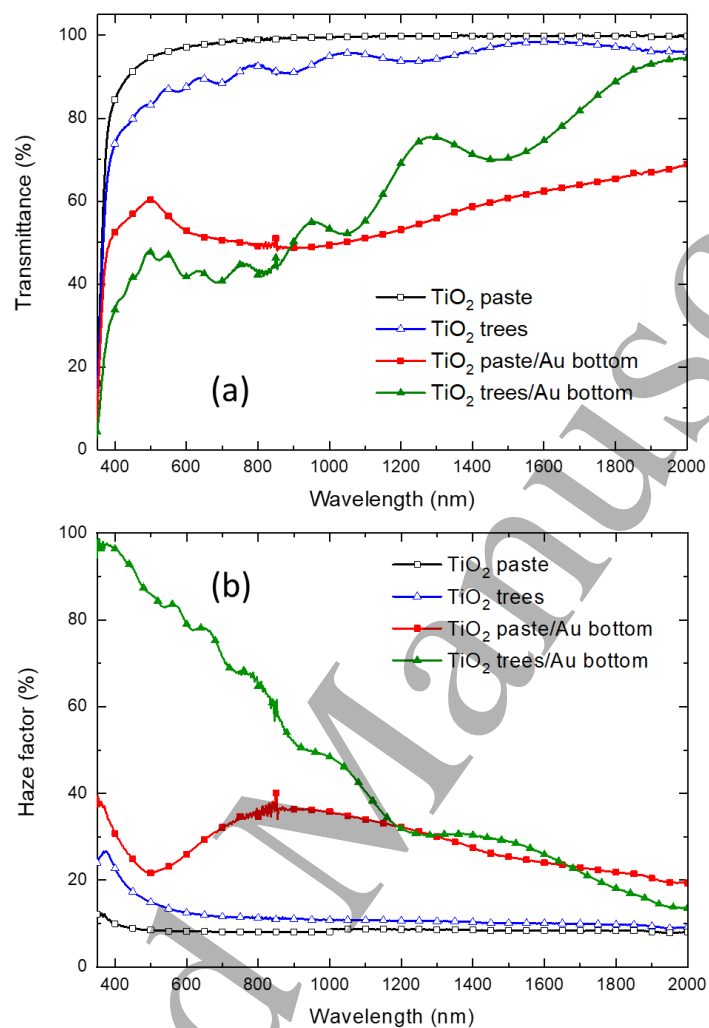 100
80
60
40
20
0
Transmittance (%)
TiO2 paste
TiO2 trees
TiO2 paste/Au bottom
TiO2 trees/Au bottom
(a)
400 600 800 1000 1200 1400 1600 1800 2000
Wavelength (nm)
100
80
60
40
20
0
Haze factor (%)
(b)
TiO2 paste
TiO2 trees
TiO2 paste/Au bottom
TiO2 trees/Au bottom
400 600 800 1000 1200 1400 1600 1800 2000
Wavelength (nm)
d Manusc